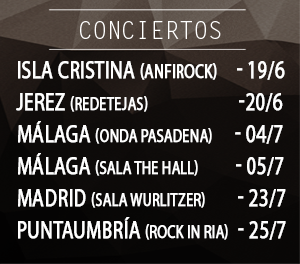 CONCIERTOS
ISLA CRISTINA (ANFIROCK) - 19/6
JEREZ (REDETEJAS) -20/6
MÁLAGA (ONDA PASADENA) - 04/7
MÁLAGA (SALA THE HALL) - 05/7
MADRID (SALA WURLITZER) - 23/7
PUNTAUMBRÍA (ROCK IN RIA) - 25/7